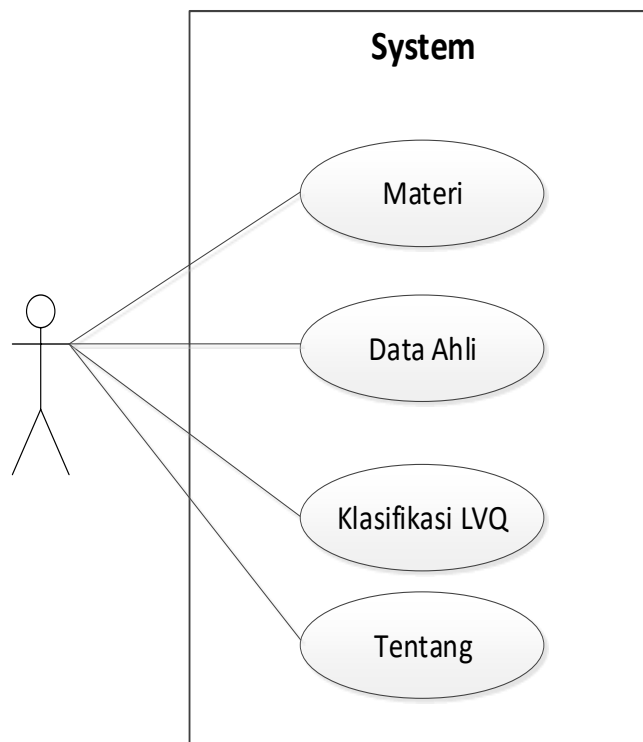 System
Materi
Data Ahli
Klasifikasi LVQ
Tentang